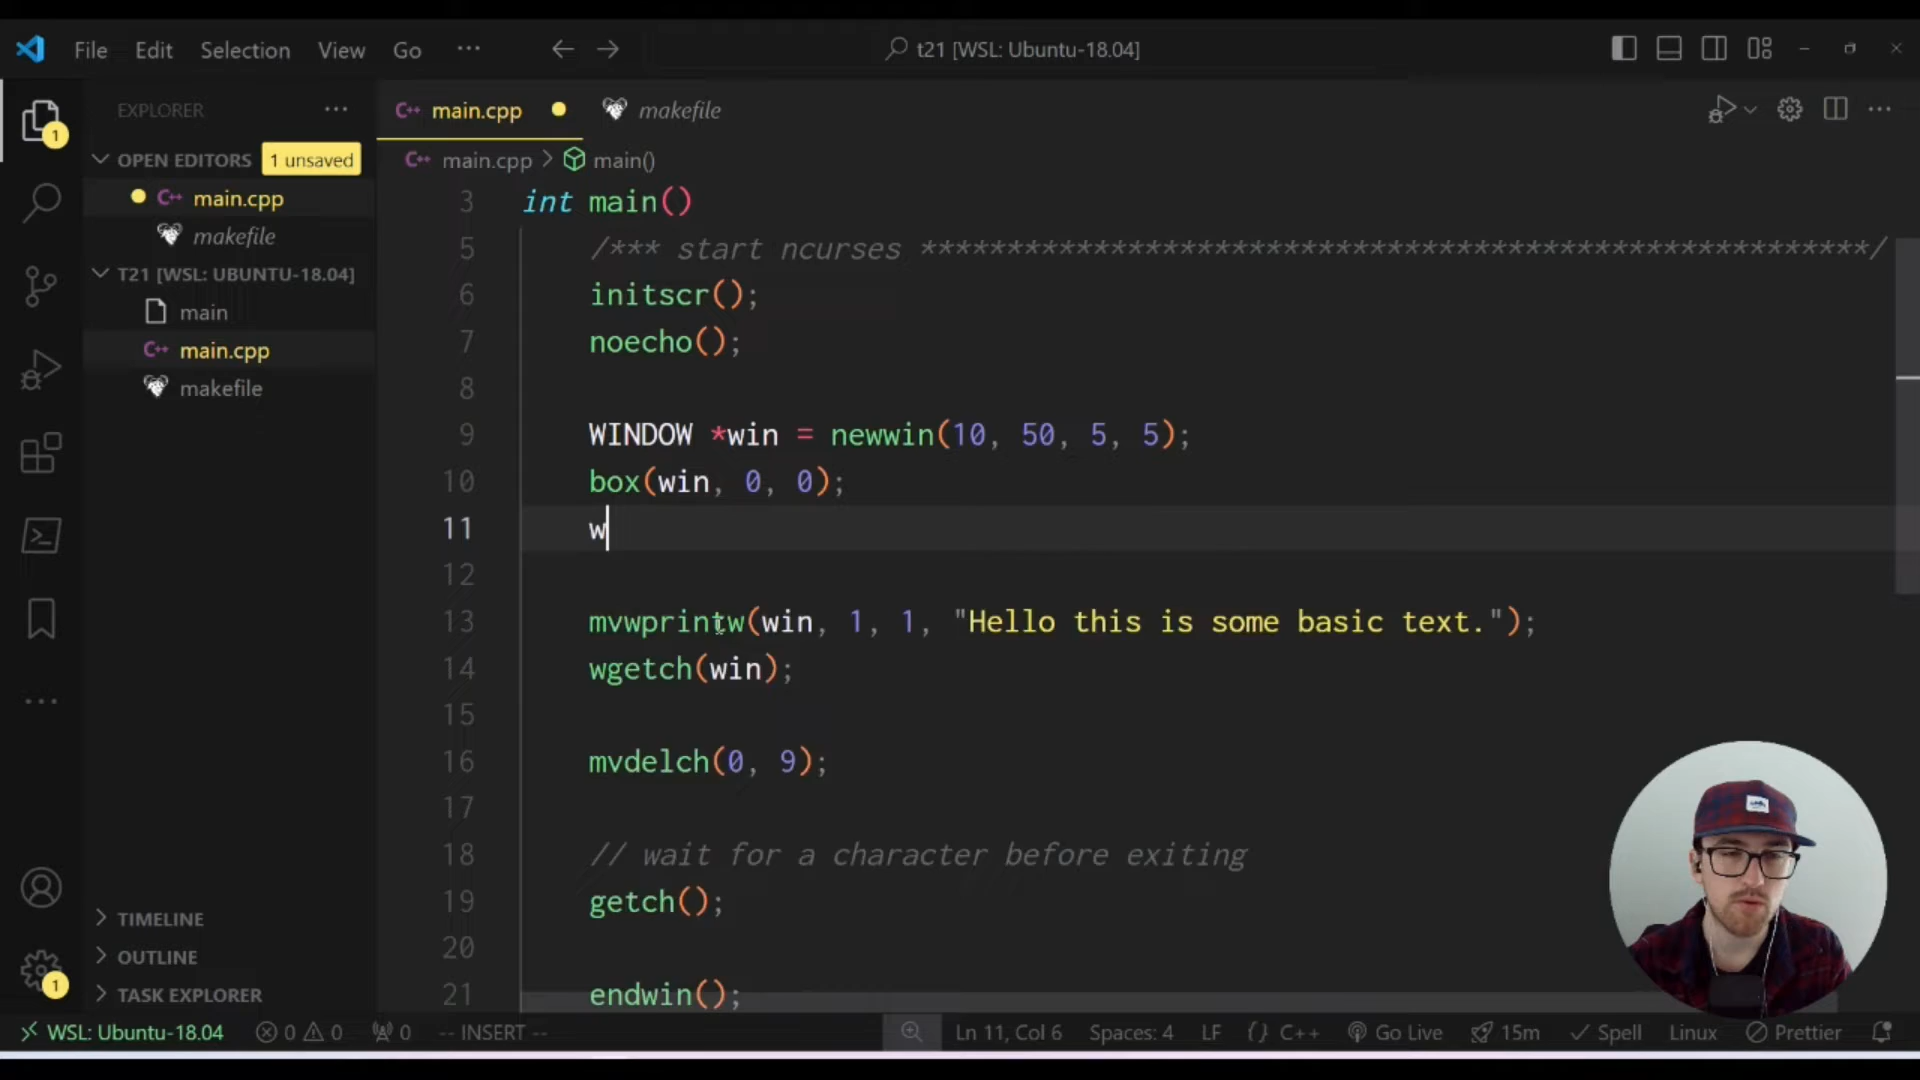 File Edit Selection View Go ··· t21 [WSL: Ubuntu-18.04]
EXPLORER ···
1
OPEN EDITORS 1 unsaved
C++ main.cpp
makefile
T21 [WSL: UBUNTU-18.04]
main
C++ main.cpp
makefile
TIMELINE
OUTLINE
TASK EXPLORER
1
C++ main.cpp makefile
C++ main.cpp > main()
3 int main()
5 /*** start ncurses *******************************************************/
6 initscr();
7 noecho();
8
9 WINDOW *win = newwin(10, 50, 5, 5);
10 box(win, 0, 0);
11 w
12
13 mvwprintw(win, 1, 1, "Hello this is some basic text.");
14 wgetch(win);
15
16 mvdelch(0, 9);
17
18 // wait for a character before exiting
19 getch();
20
21 endwin();
WSL: Ubuntu-18.04 0 0 0 -- INSERT -- Ln 11, Col 6 Spaces: 4 LF {} C++ Go Live 15m Spell Linux Prettier